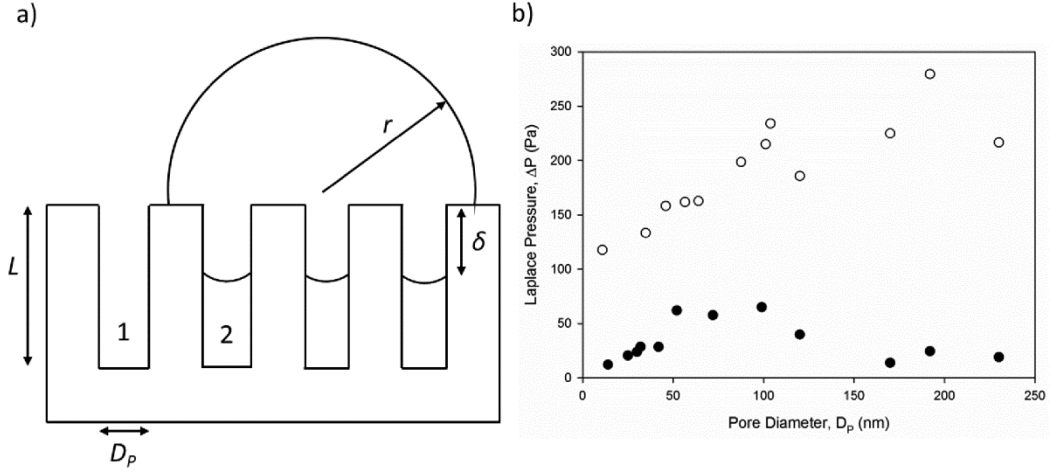 a)
r
L
δ
1
2
D_P
b)
300
250
200
150
100
50
0
Laplace Pressure, ΔP (Pa)
0 50 100 150 200 250
Pore Diameter, D_P (nm)